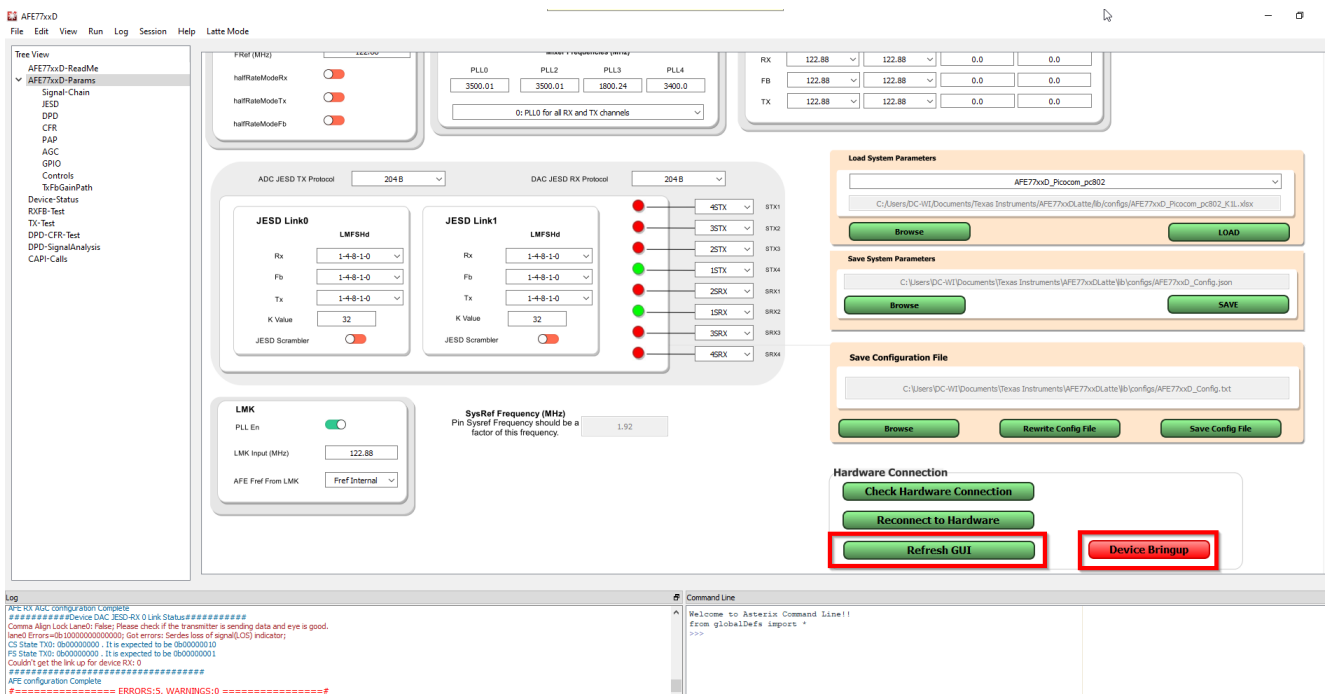 AFE77xxD
File Edit View Run Log Session Help Latte Mode
Tree View
AFE77xxD-ReadMe
AFE77xxD-Params
Signal-Chain
JESD
DPD
CFR
PAP
AGC
GPIO
Controls
TxFbGainPath
Device-Status
RXFB-Test
TX-Test
DPD-CFR-Test
DPD-SignalAnalysis
CAPI-Calls
FRef (MHz) 122.88
halfRateModeRx
halfRateModeTx
halfRateModeFb
Mixer Frequencies (MHz)
PLL0 PLL2 PLL3 PLL4
3500.01 3500.01 1800.24 3400.0
0: PLL0 for all RX and TX channels
RX 122.88 122.88 0.0 0.0
FB 122.88 122.88 0.0 0.0
TX 122.88 122.88 0.0 0.0
ADC JESD TX Protocol 204B DAC JESD RX Protocol 204B
JESD Link0
LMFSHd
Rx 1-4-8-1-0
Fb 1-4-8-1-0
Tx 1-4-8-1-0
K Value 32
JESD Scrambler
JESD Link1
LMFSHd
Rx 1-4-8-1-0
Fb 1-4-8-1-0
Tx 1-4-8-1-0
K Value 32
JESD Scrambler
4STX STX1
3STX STX2
2STX STX3
1STX STX4
2SRX SRX1
1SRX SRX2
3SRX SRX3
4SRX SRX4
LMK
PLL En
LMK Input (MHz) 122.88
AFE Fref From LMK Fref Internal
SysRef Frequency (MHz)
Pin Sysref Frequency should be a
factor of this frequency.
1.92
Load System Parameters
AFE77xxD_Picocom_pc802
C:/Users/DC-WI/Documents/Texas Instruments/AFE77xxDLatte/lib/configs/AFE77xxD_Picocom_pc802_K1L.xlsx
Browse LOAD
Save System Parameters
C:\Users\DC-WI\Documents\Texas Instruments\AFE77xxDLatte\lib\configs/AFE77xxD_Config.json
Browse SAVE
Save Configuration File
C:\Users\DC-WI\Documents\Texas Instruments\AFE77xxDLatte\lib\configs/AFE77xxD_Config.txt
Browse Rewrite Config File Save Config File
Hardware Connection
Check Hardware Connection
Reconnect to Hardware
Refresh GUI Device Bringup
Log
AFE RX AGC configuration Complete
###########Device DAC JESD-RX 0 Link Status###########
Comma Align Lock Lane0: False; Please check if the transmitter is sending data and eye is good.
lane0 Errors=0b1000000000000; Got errors: Serdes loss of signal(LOS) indicator;
CS State TX0: 0b00000000 . It is expected to be 0b00000010
FS State TX0: 0b00000000 . It is expected to be 0b00000001
Couldn't get the link up for device RX: 0
###################################
AFE configuration Complete
#================ ERRORS:5, WARNINGS:0 ================#
Command Line
Welcome to Asterix Command Line!!
from globalDefs import *
>>>